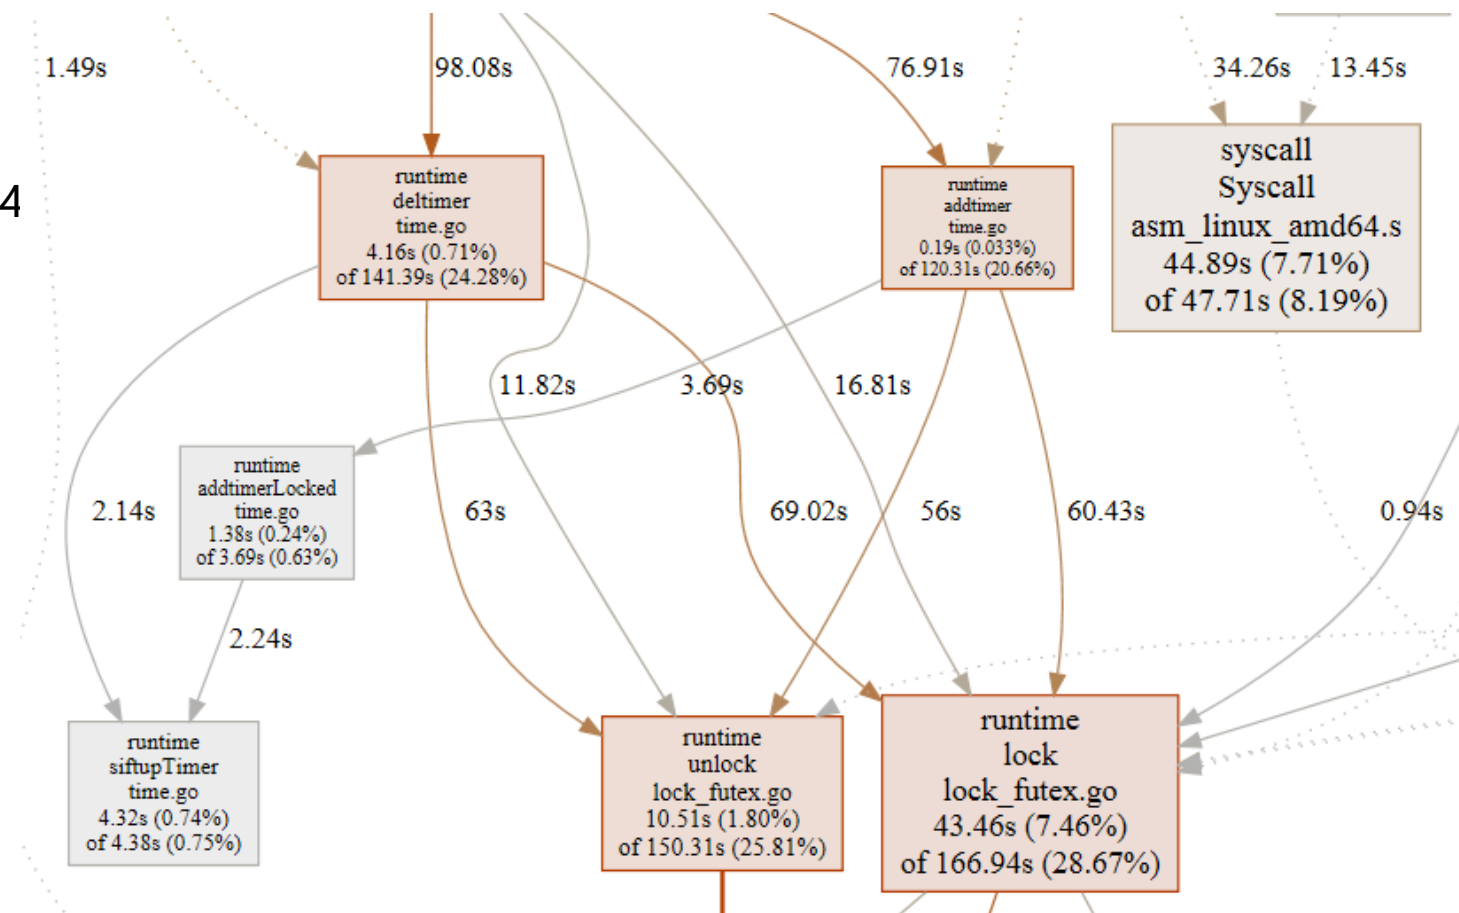 1.49s
98.08s
76.91s
34.26s
13.45s
4
runtime
deltimer
time.go
4.16s (0.71%)
of 141.39s (24.28%)
runtime
addtimer
time.go
0.19s (0.033%)
of 120.31s (20.66%)
syscall
Syscall
asm_linux_amd64.s
44.89s (7.71%)
of 47.71s (8.19%)
11.82s
3.69s
16.81s
runtime
addtimerLocked
time.go
1.38s (0.24%)
of 3.69s (0.63%)
2.14s
63s
69.02s
56s
60.43s
0.94s
2.24s
runtime
siftupTimer
time.go
4.32s (0.74%)
of 4.38s (0.75%)
runtime
unlock
lock_futex.go
10.51s (1.80%)
of 150.31s (25.81%)
runtime
lock
lock_futex.go
43.46s (7.46%)
of 166.94s (28.67%)